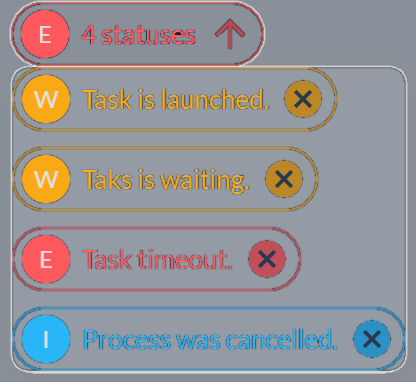 E 4 statuses
W Task is launched.
W Taks is waiting.
E Task timeout.
I Process was cancelled.